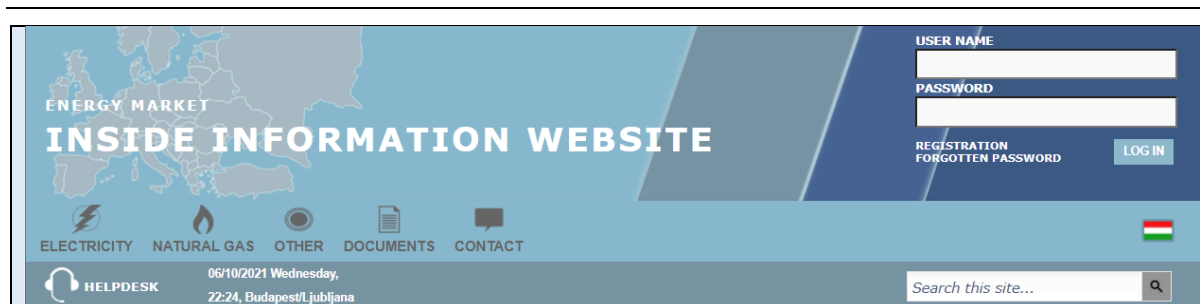 USER NAME
PASSWORD
ENERGY MARKET
INSIDE INFORMATION WEBSITE
REGISTRATION
FORGOTTEN PASSWORD
LOG IN
ELECTRICITY NATURAL GAS OTHER DOCUMENTS CONTACT
HELPDESK
06/10/2021 Wednesday,
22:24, Budapest/Ljubljana
Search this site...